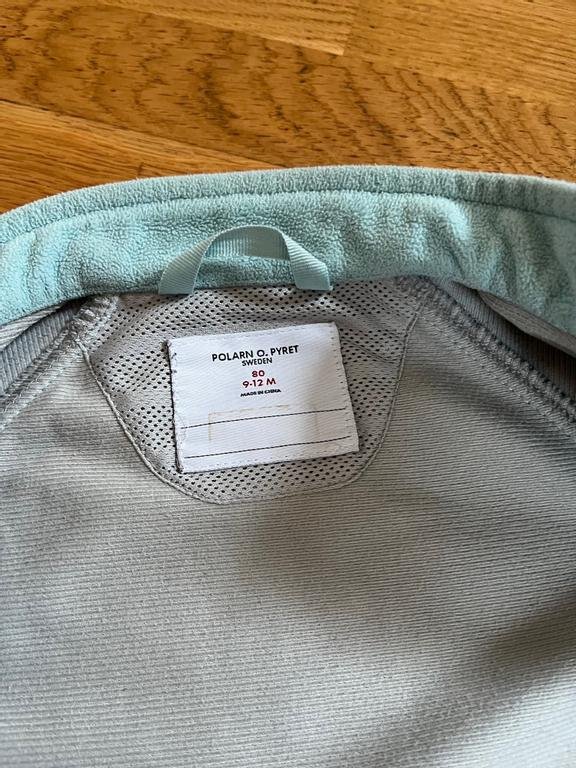 POLARN O. PYRET
SWEDEN
80
9-12 M
MADE IN CHINA